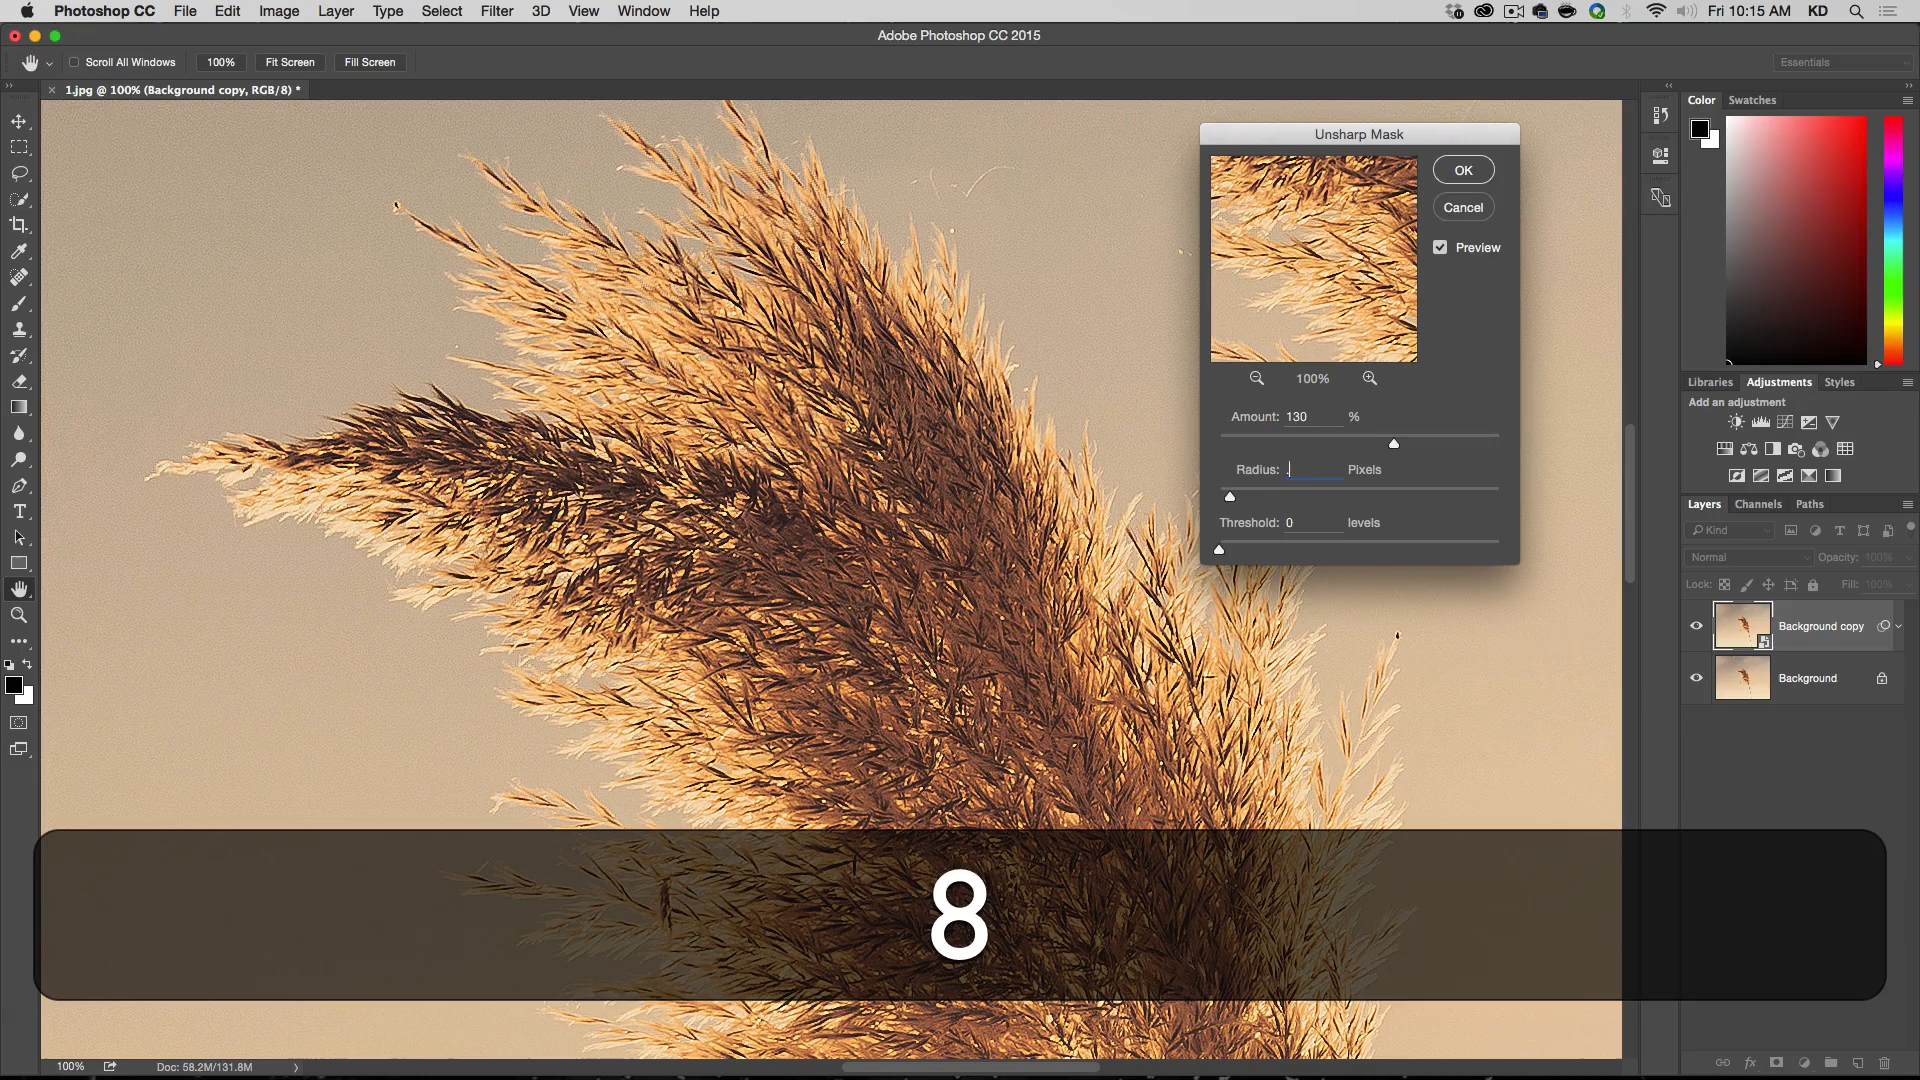 Photoshop CC File Edit Image Layer Type Select Filter 3D View Window Help Fri 10:15 AM KD
Adobe Photoshop CC 2015
Scroll All Windows 100% Fit Screen Fill Screen Essentials
1.jpg @ 100% (Background copy, RGB/8) *
Color Swatches
Unsharp Mask
OK
Cancel
Preview
100%
Amount: 130 %
Radius: . Pixels
Threshold: 0 levels
Libraries Adjustments Styles
Add an adjustment
Layers Channels Paths
Kind
Normal Opacity: 100%
Lock: Fill: 100%
Background copy
Background
8
100% Doc: 58.2M/131.8M
fx